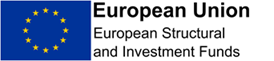 European Union
European Structural
and Investment Funds